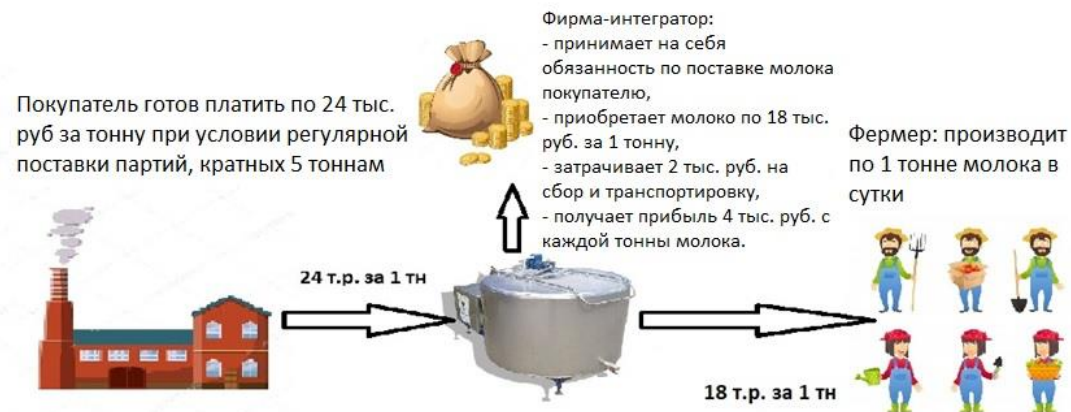 Покупатель готов платить по 24 тыс.
руб за тонну при условии регулярной
поставки партий, кратных 5 тоннам
Фирма-интегратор:
- принимает на себя
обязанность по поставке молока
покупателю,
- приобретает молоко по 18 тыс.
руб. за 1 тонну,
- затрачивает 2 тыс. руб. на
сбор и транспортировку,
- получает прибыль 4 тыс. руб. с
каждой тонны молока.
Фермер: производит
по 1 тонне молока в
сутки
24 т.р. за 1 тн
18 т.р. за 1 тн